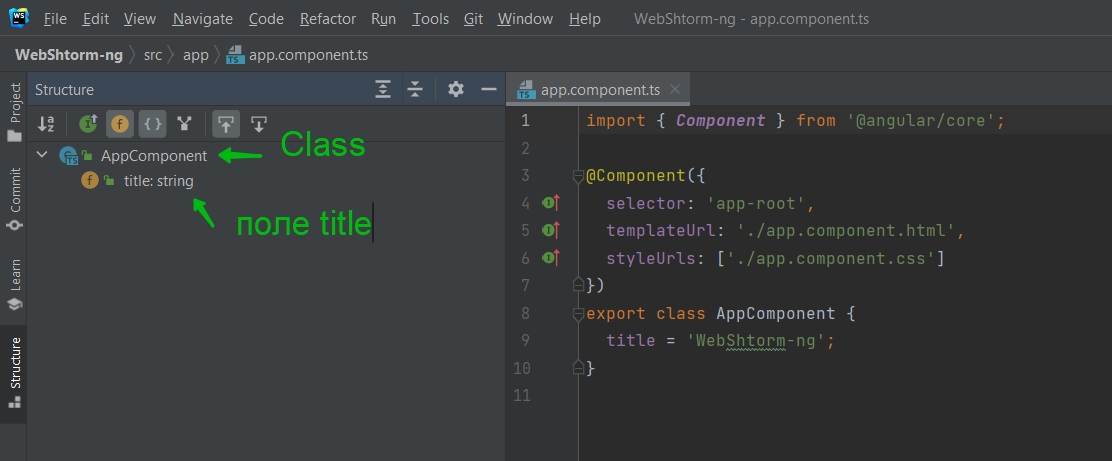 WS File Edit View Navigate Code Refactor Run Tools Git Window Help WebShtorm-ng - app.component.ts
WebShtorm-ng src app app.component.ts
Project
Commit
Learn
Structure
Structure
AppComponent
title: string
Class
поле title
app.component.ts
1 import { Component } from '@angular/core';
2
3 @Component({
4 selector: 'app-root',
5 templateUrl: './app.component.html',
6 styleUrls: ['./app.component.css']
7 })
8 export class AppComponent {
9 title = 'WebShtorm-ng';
10 }
11